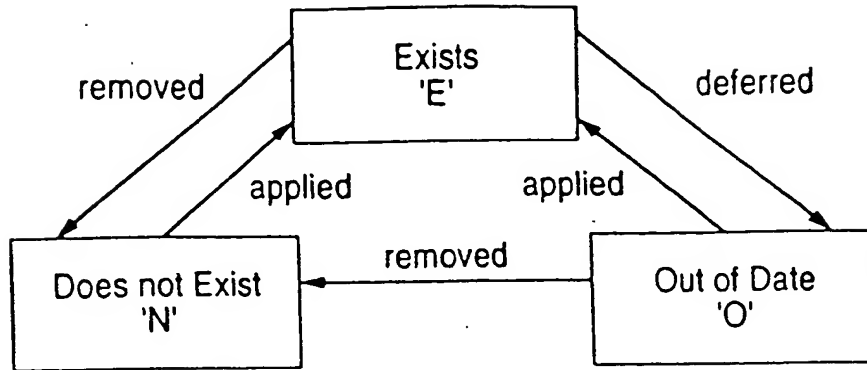 Exists
'E'
removed
deferred
applied
applied
Does not Exist
'N'
removed
Out of Date
'O'